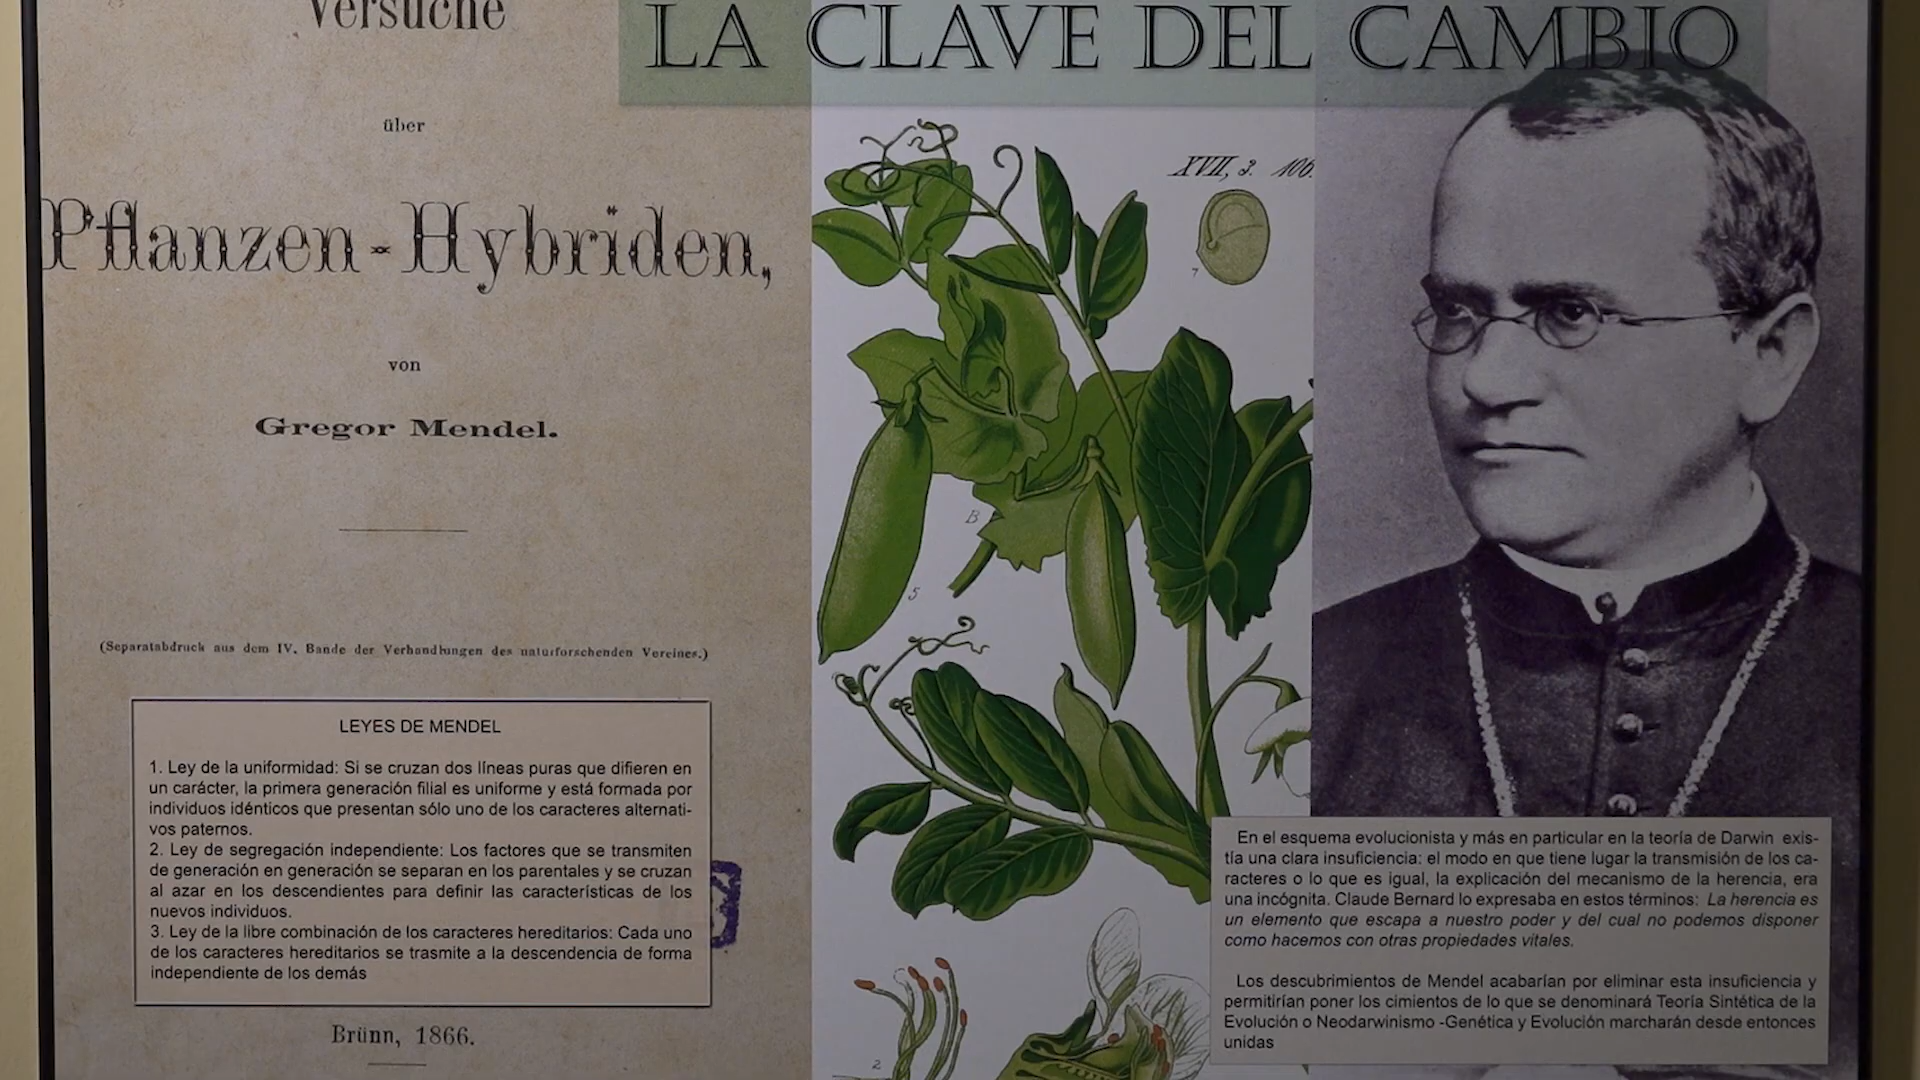 Versuche
über
Pflanzen-Hybriden,
von
Gregor Mendel.
(Separatabdruck aus dem IV. Bande der Verhandlungen des naturforschenden Vereines.)
LEYES DE MENDEL
1. Ley de la uniformidad: Si se cruzan dos líneas puras que difieren en
un carácter, la primera generación filial es uniforme y está formada por
individuos idénticos que presentan sólo uno de los caracteres alternati-
vos paternos.
2. Ley de segregación independiente: Los factores que se transmiten
de generación en generación se separan en los parentales y se cruzan
al azar en los descendientes para definir las características de los
nuevos individuos.
3. Ley de la libre combinación de los caracteres hereditarios: Cada uno
de los caracteres hereditarios se trasmite a la descendencia de forma
independiente de los demás
Brünn, 1866.
LA CLAVE DEL CAMBIO
XVII, 3. 106.
7
B
5
2
En el esquema evolucionista y más en particular en la teoría de Darwin exis-
tía una clara insuficiencia: el modo en que tiene lugar la transmisión de los ca-
racteres o lo que es igual, la explicación del mecanismo de la herencia, era
una incógnita. Claude Bernard lo expresaba en estos términos: La herencia es
un elemento que escapa a nuestro poder y del cual no podemos disponer
como hacemos con otras propiedades vitales.
Los descubrimientos de Mendel acabarían por eliminar esta insuficiencia y
permitirían poner los cimientos de lo que se denominará Teoría Sintética de la
Evolución o Neodarwinismo -Genética y Evolución marcharán desde entonces
unidas